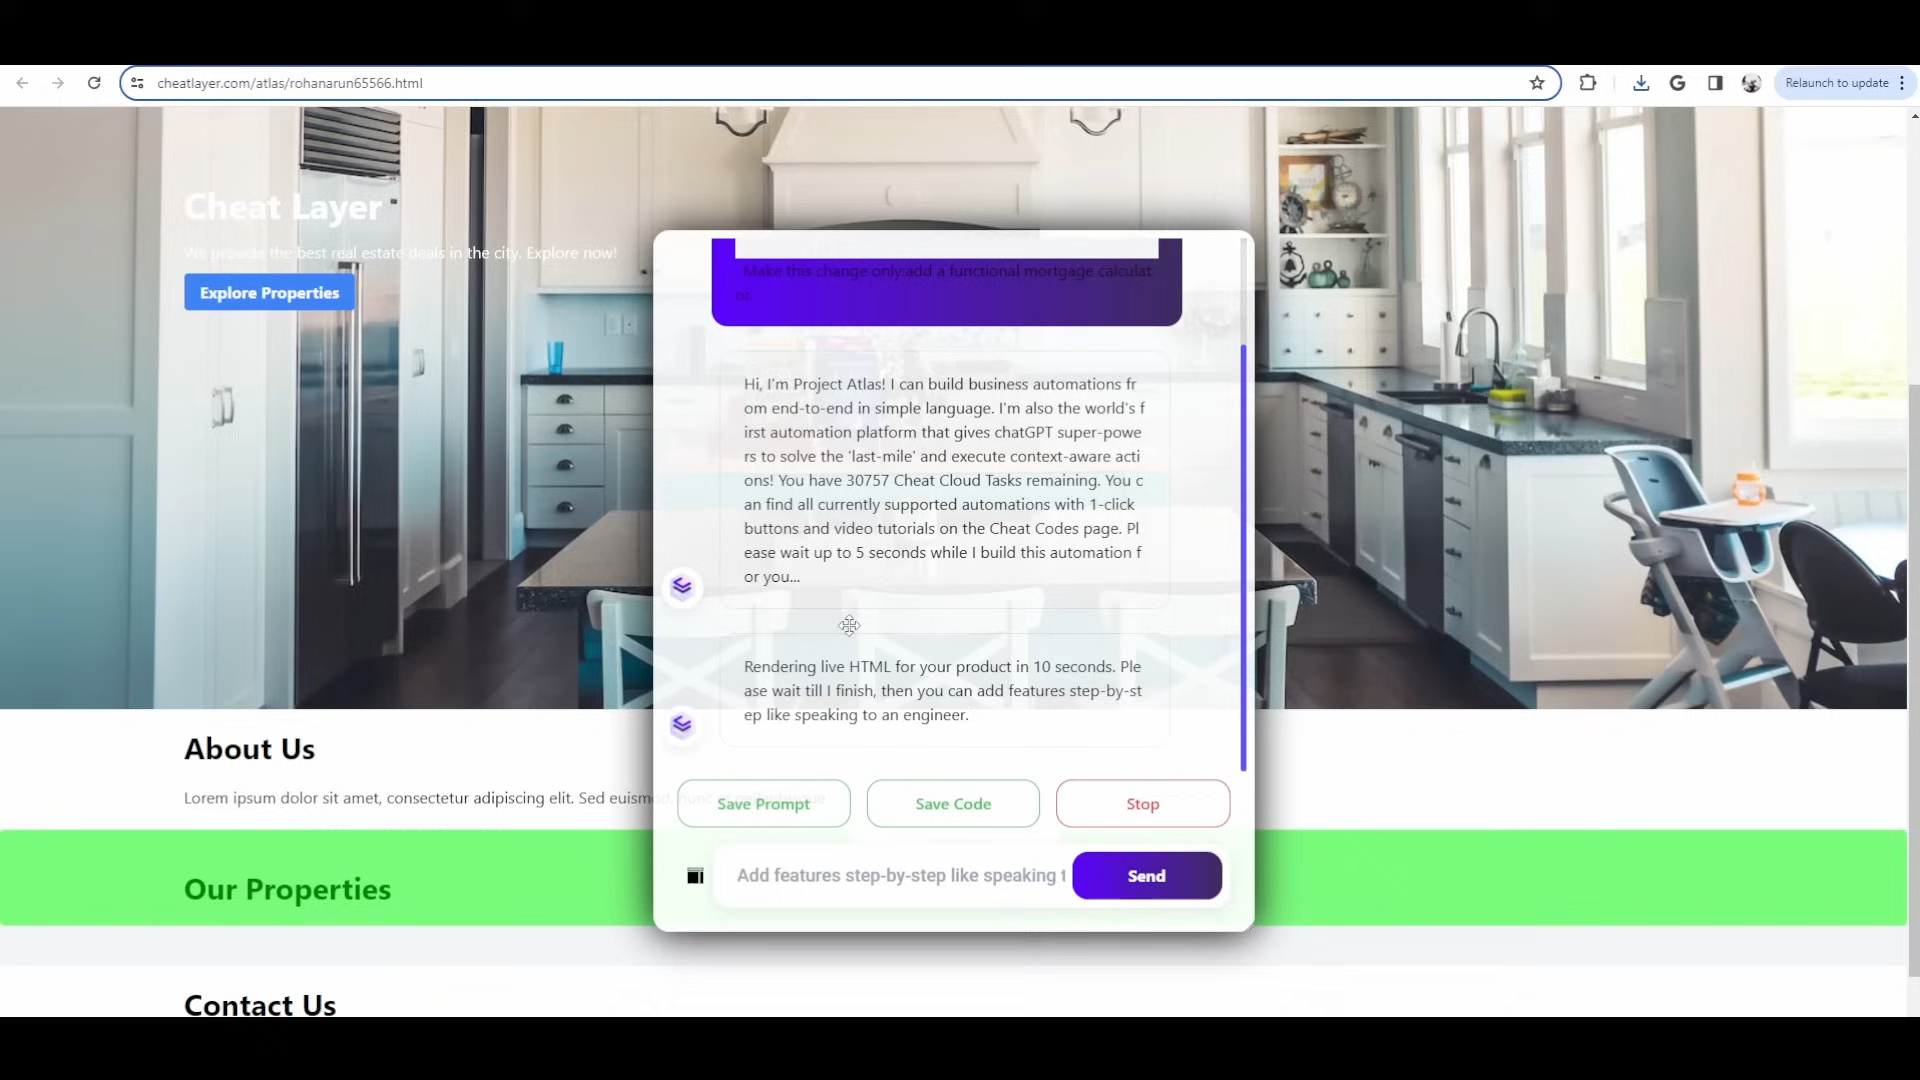 cheatlayer.com/atlas/rohanarun65566.html
Relaunch to update
Cheat Layer
We provide the best real estate deals in the city. Explore now!
Explore Properties
Make this change only:add a functional mortgage calculat
or
Hi, I'm Project Atlas! I can build business automations fr
om end-to-end in simple language. I'm also the world's f
irst automation platform that gives chatGPT super-powe
rs to solve the 'last-mile' and execute context-aware acti
ons! You have 30757 Cheat Cloud Tasks remaining. You c
an find all currently supported automations with 1-click
buttons and video tutorials on the Cheat Codes page. Pl
ease wait up to 5 seconds while I build this automation f
or you...
Rendering live HTML for your product in 10 seconds. Ple
ase wait till I finish, then you can add features step-by-st
ep like speaking to an engineer.
About Us
Lorem ipsum dolor sit amet, consectetur adipiscing elit. Sed euismod, nunc
Save Prompt
Save Code
Stop
Add features step-by-step like speaking t
Send
Our Properties
Contact Us